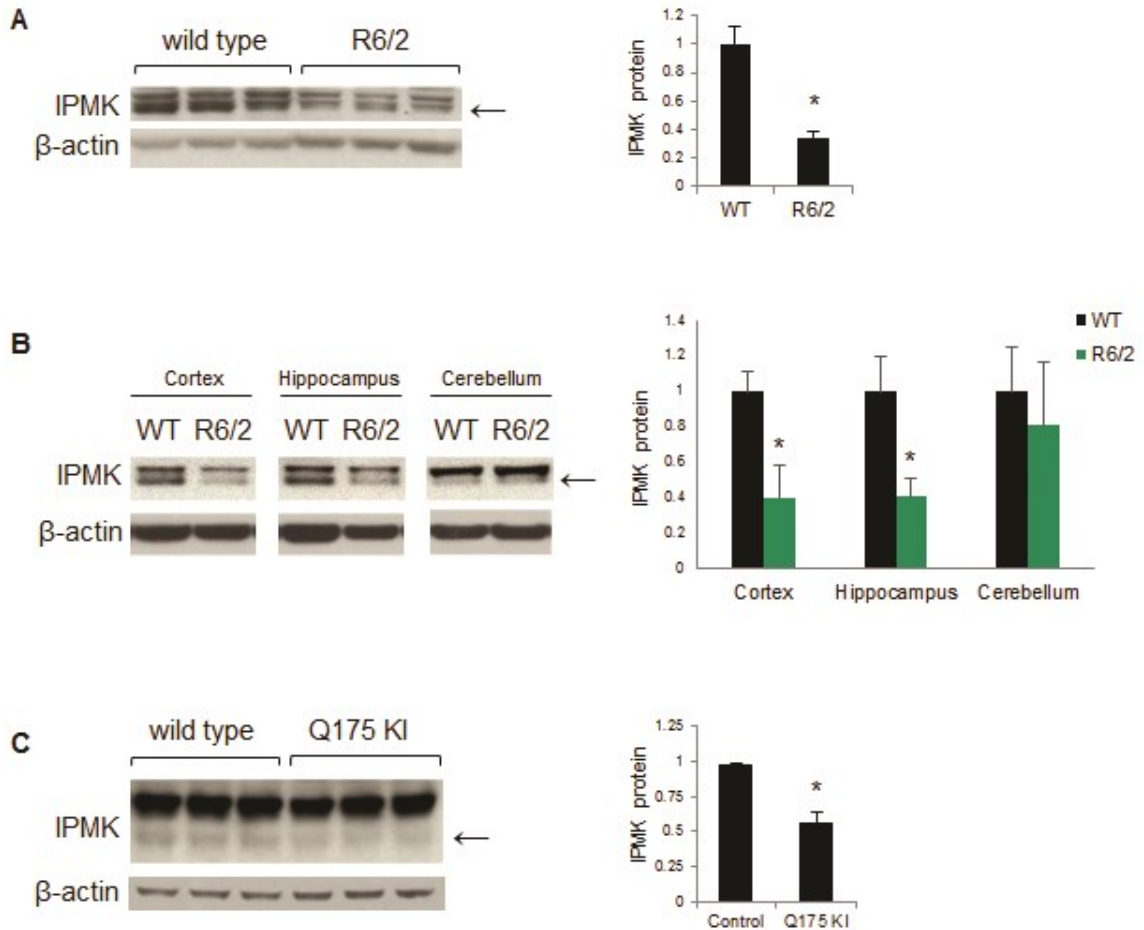 A
wild type R6/2
IPMK ←
β-actin
1.2
1
0.8
0.6
0.4
0.2
0
IPMK protein
*
WT R6/2
B
Cortex Hippocampus Cerebellum
WT R6/2 WT R6/2 WT R6/2
IPMK ←
β-actin
1.4
1.2
1
0.8
0.6
0.4
0.2
0
IPMK protein
* *
WT
R6/2
Cortex Hippocampus Cerebellum
C
wild type Q175 KI
IPMK ←
β-actin
1.25
1
0.75
0.5
0.25
0
IPMK protein
*
Control Q175 KI